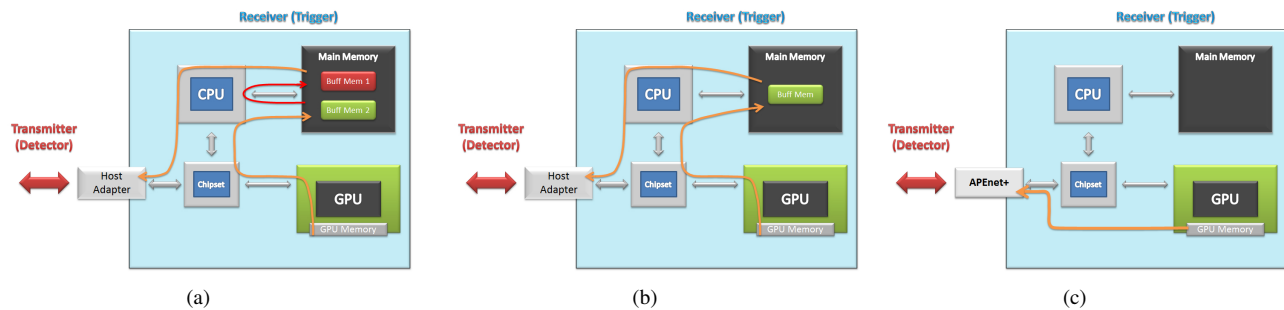 Receiver (Trigger)
Main Memory
Buff Mem 1
CPU
Buff Mem 2
Transmitter
(Detector)
Host
Adapter
Chipset
GPU
GPU Memory
(a)
Receiver (Trigger)
Main Memory
CPU
Buff Mem
Transmitter
(Detector)
Host
Adapter
Chipset
GPU
GPU Memory
(b)
Receiver (Trigger)
Main Memory
CPU
Transmitter
(Detector)
APEnet+
Chipset
GPU
GPU Memory
(c)